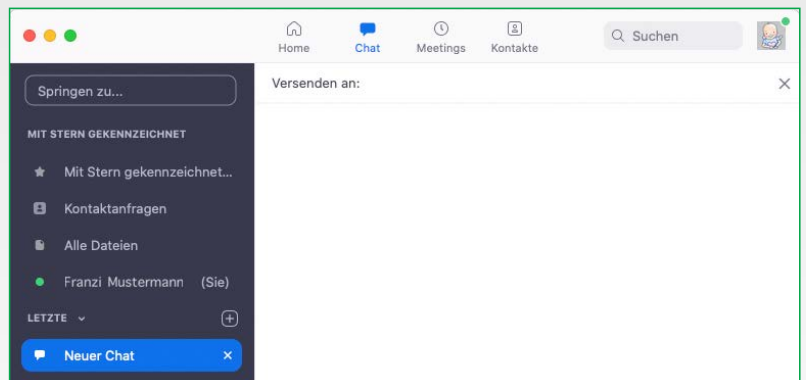 Home Chat Meetings Kontakte Suchen
Springen zu...
Versenden an:
MIT STERN GEKENNZEICHNET
Mit Stern gekennzeichnet...
Kontaktanfragen
Alle Dateien
Franzi Mustermann (Sie)
LETZTE
Neuer Chat